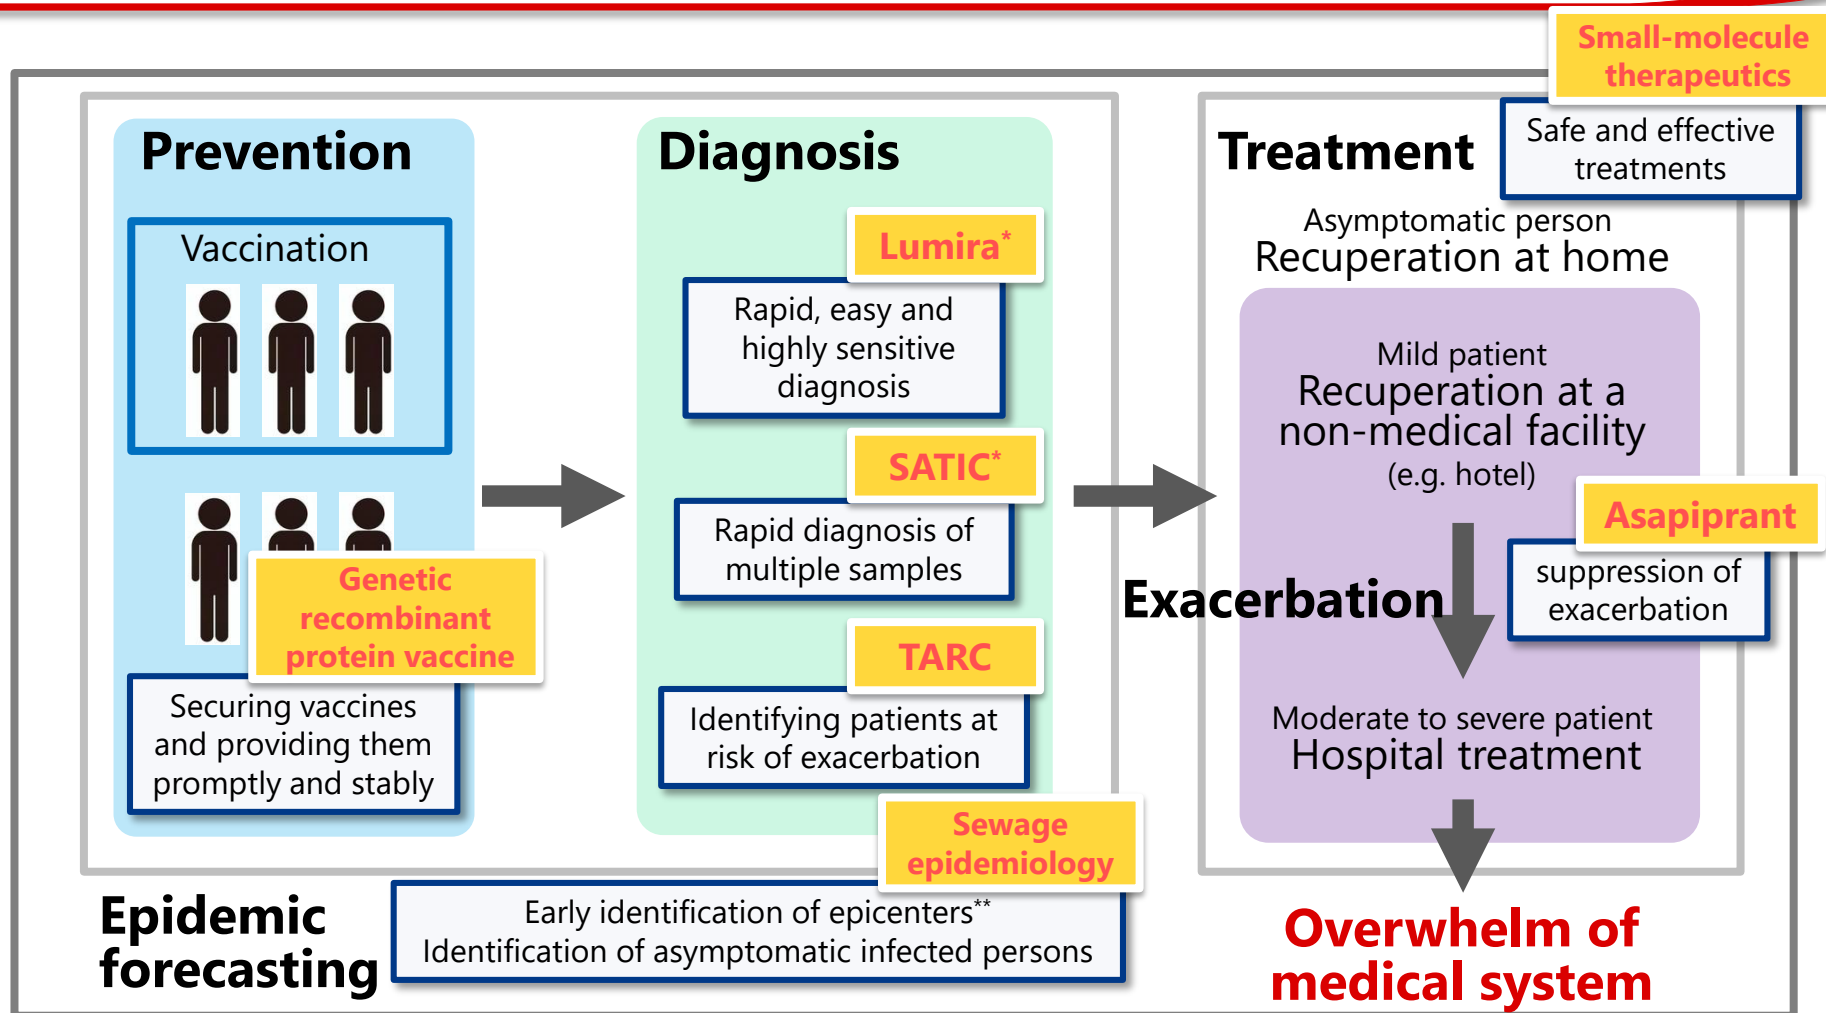 Prevention
Vaccination
Genetic
recombinant
protein vaccine
Securing vaccines
and providing them
promptly and stably
Diagnosis
Lumira*
Rapid, easy and
highly sensitive
diagnosis
SATIC*
Rapid diagnosis of
multiple samples
TARC
Identifying patients at
risk of exacerbation
Sewage
epidemiology
Epidemic
forecasting
Early identification of epicenters**
Identification of asymptomatic infected persons
Small-molecule
therapeutics
Treatment
Safe and effective
treatments
Asymptomatic person
Recuperation at home
Mild patient
Recuperation at a
non-medical facility
(e.g. hotel)
Asapiprant
suppression of
exacerbation
Exacerbation
Moderate to severe patient
Hospital treatment
Overwhelm of
medical system